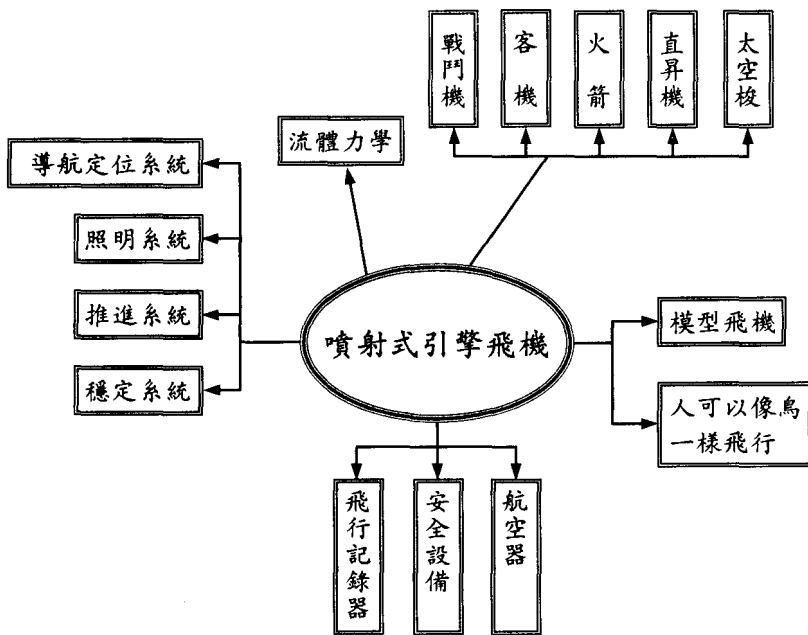 戰鬥機
客機
火箭
直昇機
太空梭
流體力學
導航定位系統
照明系統
推進系統
穩定系統
噴射式引擎飛機
模型飛機
人可以像鳥
一樣飛行
飛行記錄器
安全設備
航空器